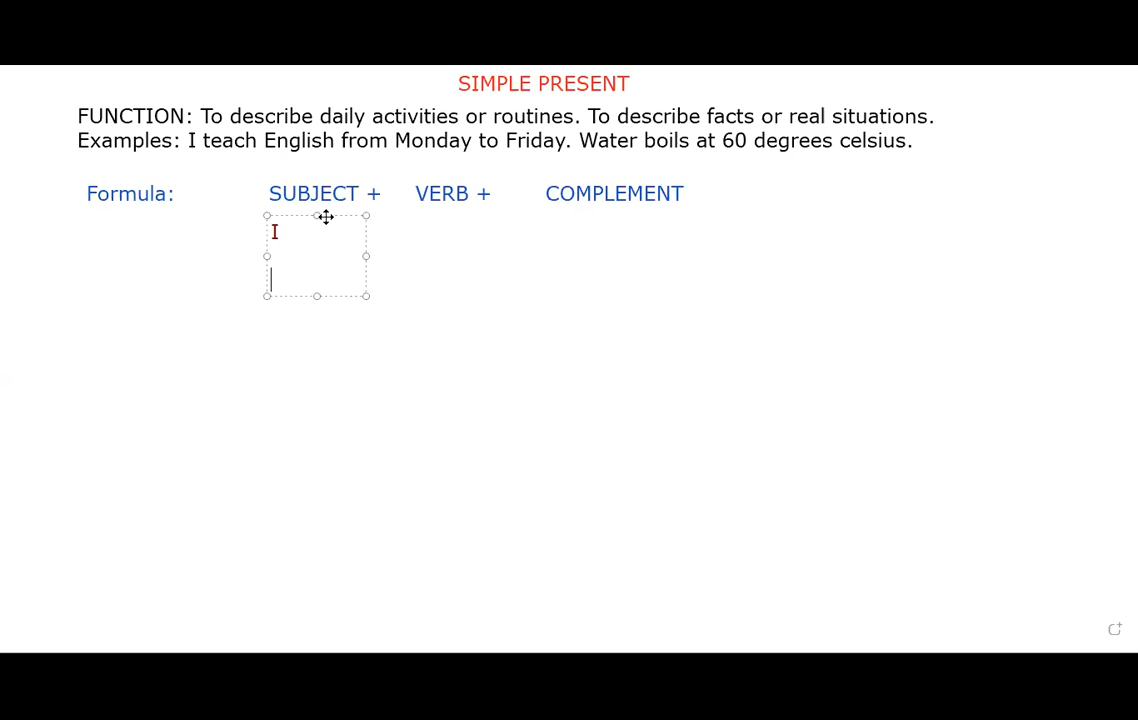 SIMPLE PRESENT
FUNCTION: To describe daily activities or routines. To describe facts or real situations.
Examples: I teach English from Monday to Friday. Water boils at 60 degrees celsius.
Formula: SUBJECT + VERB + COMPLEMENT
I